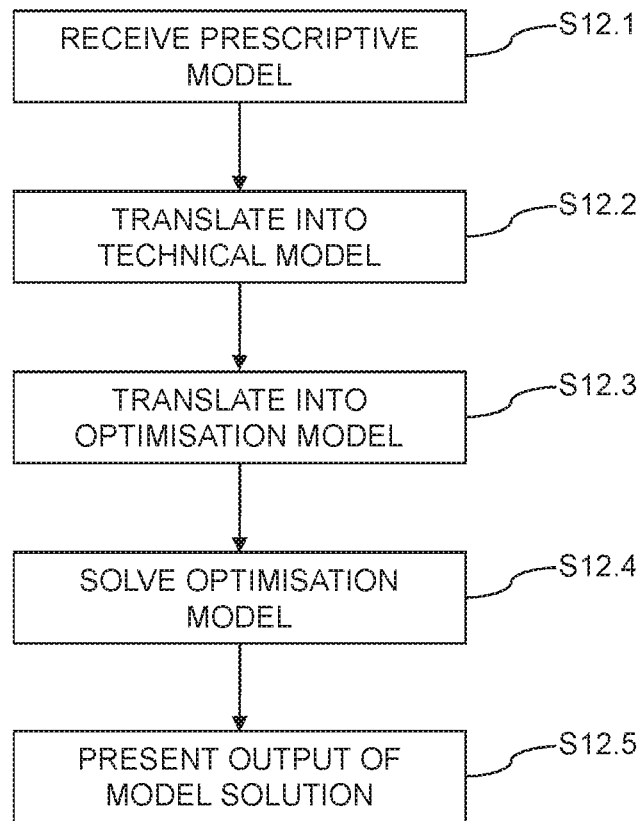 RECEIVE PRESCRIPTIVE
MODEL
S12.1
TRANSLATE INTO
TECHNICAL MODEL
S12.2
TRANSLATE INTO
OPTIMISATION MODEL
S12.3
SOLVE OPTIMISATION
MODEL
S12.4
PRESENT OUTPUT OF
MODEL SOLUTION
S12.5